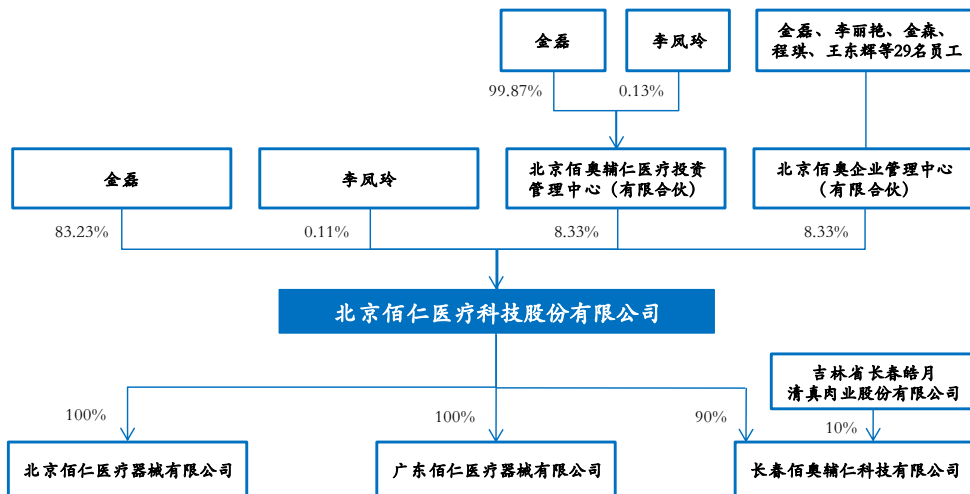 金磊
李凤玲
金磊、李丽艳、金森、
程琪、王东辉等29名员工
99.87%
0.13%
金磊
李凤玲
北京佰奥辅仁医疗投资
管理中心（有限合伙）
北京佰奥企业管理中心
（有限合伙）
83.23%
0.11%
8.33%
8.33%
北京佰仁医疗科技股份有限公司
吉林省长春皓月
清真肉业股份有限公司
100%
100%
90%
10%
北京佰仁医疗器械有限公司
广东佰仁医疗器械有限公司
长春佰奥辅仁科技有限公司